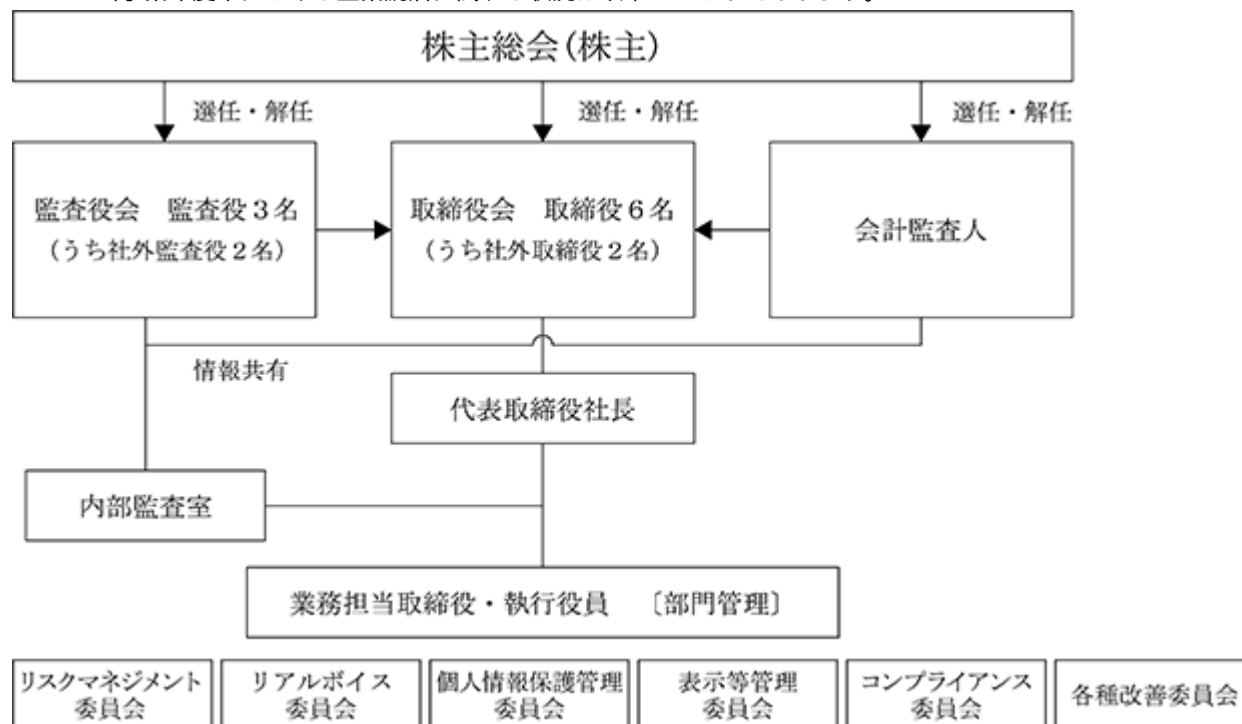 株主総会(株主)
選任・解任
選任・解任
選任・解任
監査役会　監査役３名
（うち社外監査役２名）
取締役会　取締役６名
（うち社外取締役２名）
会計監査人
情報共有
代表取締役社長
内部監査室
業務担当取締役・執行役員　〔部門管理〕
リスクマネジメント
委員会
リアルボイス
委員会
個人情報保護管理
委員会
表示等管理
委員会
コンプライアンス
委員会
各種改善委員会